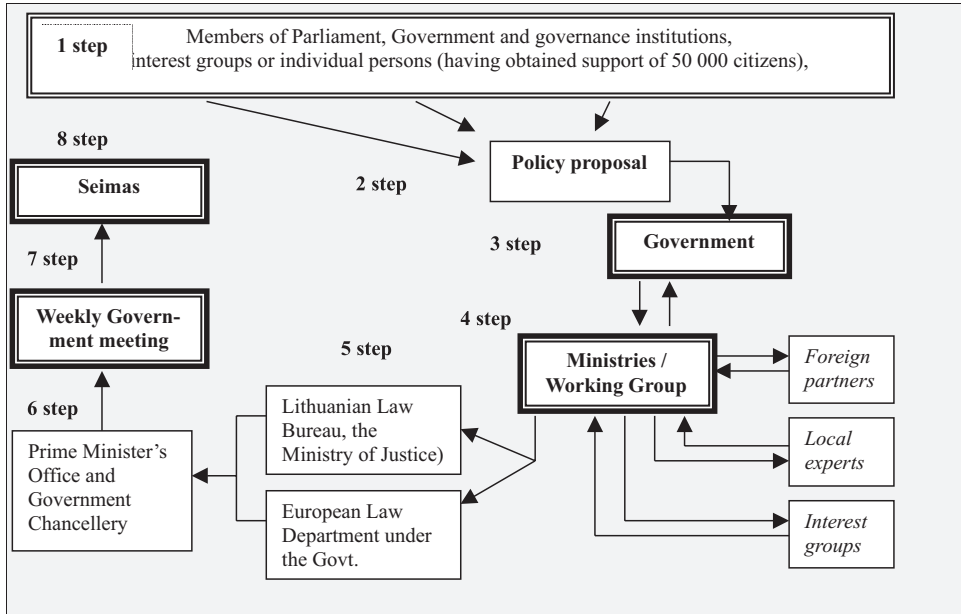 1 step
Members of Parliament, Government and governance institutions,
interest groups or individual persons (having obtained support of 50 000 citizens),
2 step
Policy proposal
3 step
Government
4 step
Ministries /
Working Group
Foreign
partners
Local
experts
Interest
groups
5 step
Lithuanian Law
Bureau, the
Ministry of Justice)
European Law
Department under
the Govt.
6 step
Prime Minister’s
Office and
Government
Chancellery
7 step
Weekly Govern-
ment meeting
8 step
Seimas